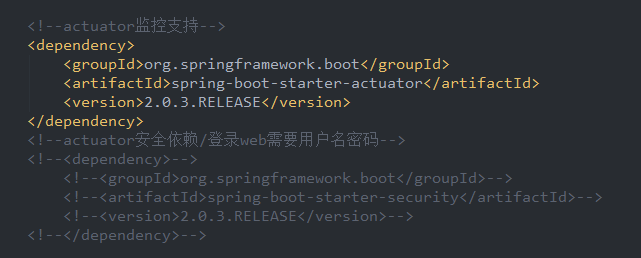 <!--actuator监控支持-->
<dependency>
    <groupId>org.springframework.boot</groupId>
    <artifactId>spring-boot-starter-actuator</artifactId>
    <version>2.0.3.RELEASE</version>
</dependency>
<!--actuator安全依赖/登录web需要用户名密码-->
<!--<dependency>-->
    <!--<groupId>org.springframework.boot</groupId>-->
    <!--<artifactId>spring-boot-starter-security</artifactId>-->
    <!--<version>2.0.3.RELEASE</version>-->
<!--</dependency>-->